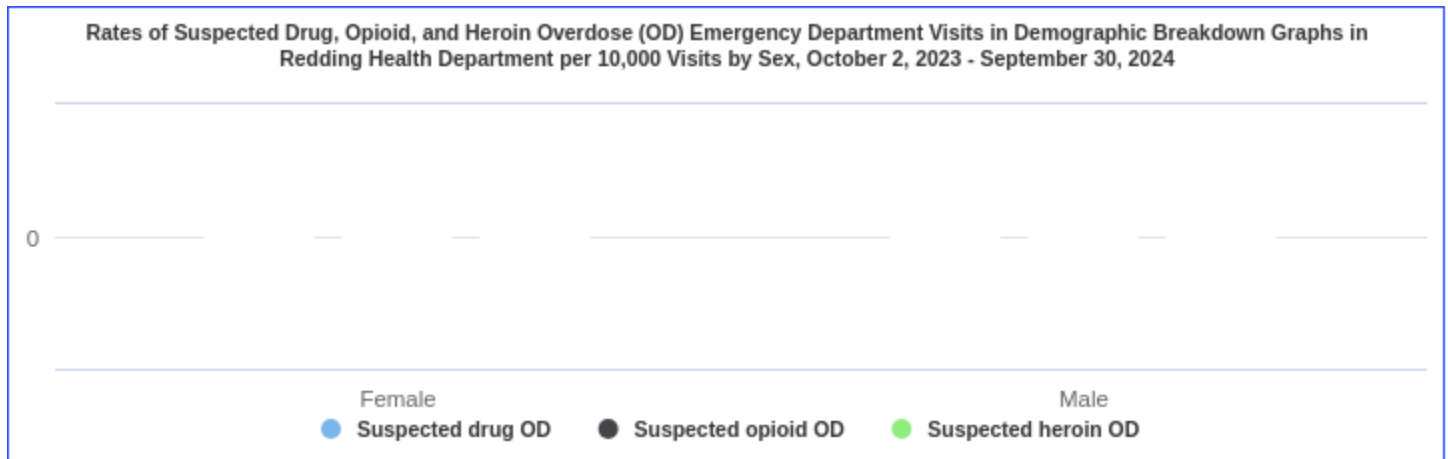 Rates of Suspected Drug, Opioid, and Heroin Overdose (OD) Emergency Department Visits in Demographic Breakdown Graphs in
Redding Health Department per 10,000 Visits by Sex, October 2, 2023 - September 30, 2024
0
Female Male
Suspected drug OD Suspected opioid OD Suspected heroin OD